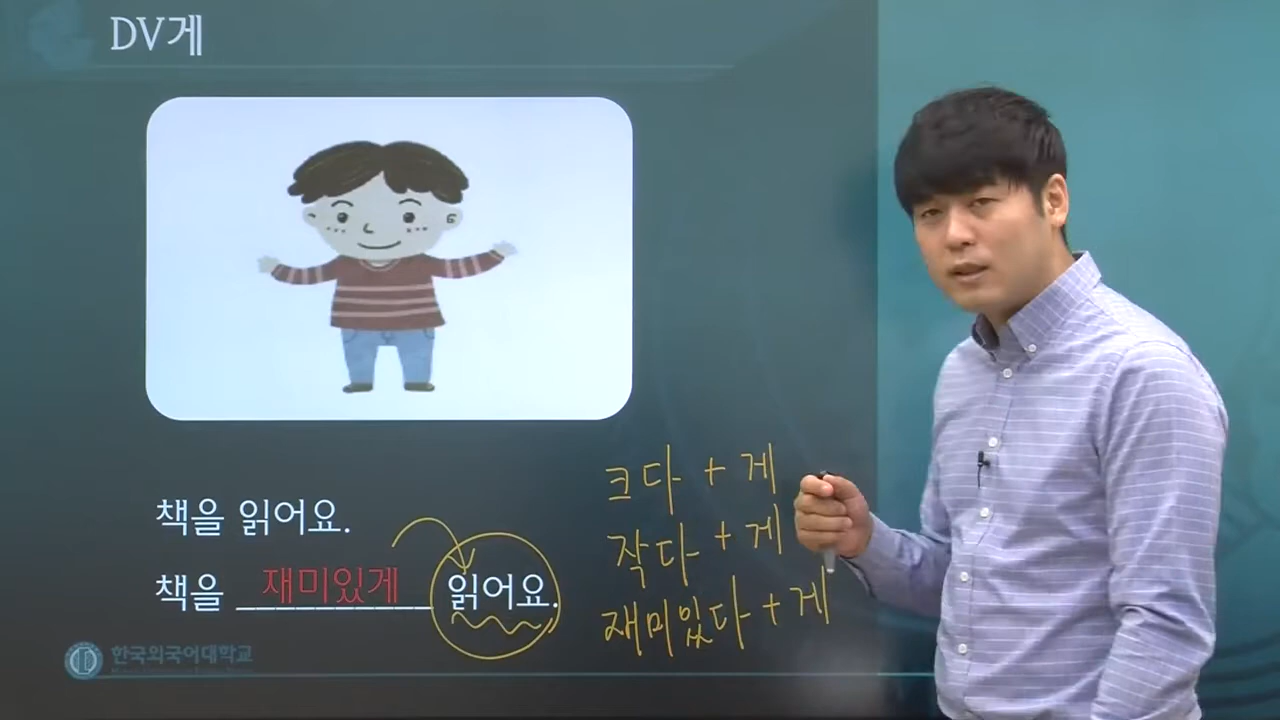 DV게
책을 읽어요.
책을 재미있게 읽어요.
크다 + 게
작다 + 게
재미있다 + 게
한국외국어대학교